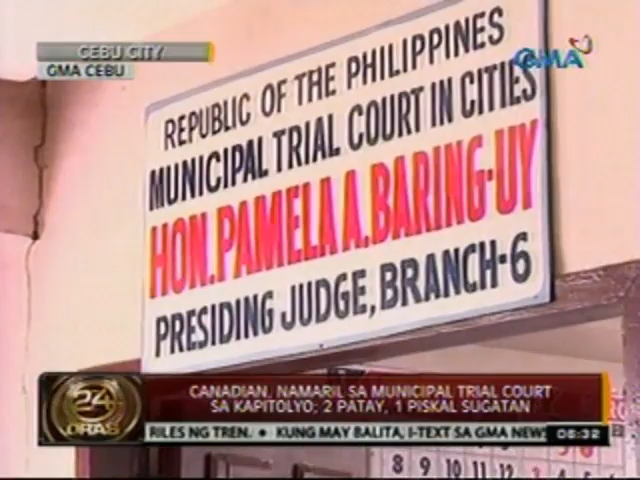 CEBU CITY
GMA CEBU
GMA
REPUBLIC OF THE PHILIPPINES
MUNICIPAL TRIAL COURT IN CITIES
HON. PAMELA A. BARING-UY
PRESIDING JUDGE, BRANCH-6
24 ORAS
CANADIAN, NAMARIL SA MUNICIPAL TRIAL COURT
SA KAPITOLYO; 2 PATAY, 1 PISKAL SUGATAN
RILES NG TREN. • KUNG MAY BALITA, I-TEXT SA GMA NEWS
06:32
8 9 10 11 12